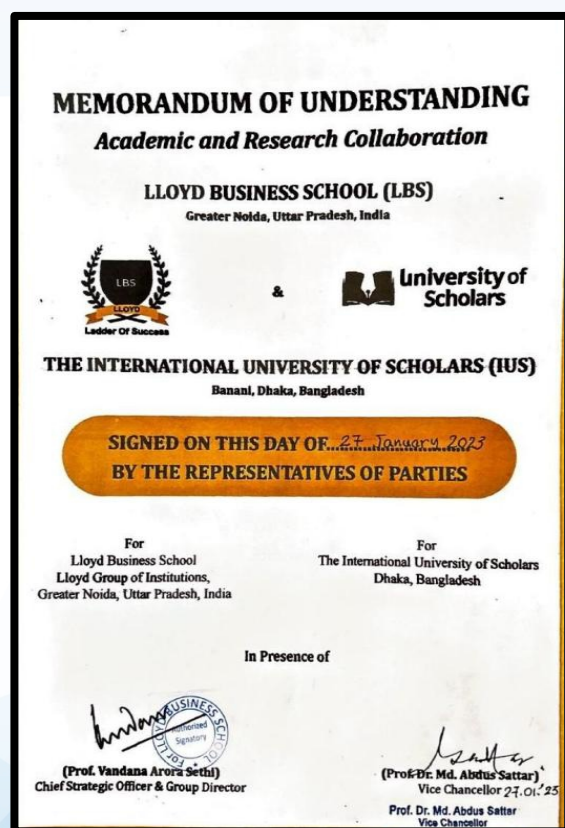 MEMORANDUM OF UNDERSTANDING
Academic and Research Collaboration
LLOYD BUSINESS SCHOOL (LBS)
Greater Noida, Uttar Pradesh, India
LBS
LLOYD
Ladder Of Success
&
University of
Scholars
THE INTERNATIONAL UNIVERSITY OF SCHOLARS (IUS)
Banani, Dhaka, Bangladesh
SIGNED ON THIS DAY OF 27 January 2023
BY THE REPRESENTATIVES OF PARTIES
For
Lloyd Business School
Lloyd Group of Institutions,
Greater Noida, Uttar Pradesh, India
For
The International University of Scholars
Dhaka, Bangladesh
In Presence of
FOR LLOYD BUSINESS SCHOOL
Authorized
Signatory
(Prof. Vandana Arora Sethi)
Chief Strategic Officer & Group Director
Sattar
(Prof. Dr. Md. Abdus Sattar)
Vice Chancellor 27.01.'23
Prof. Dr. Md. Abdus Sattar
Vice Chancellor